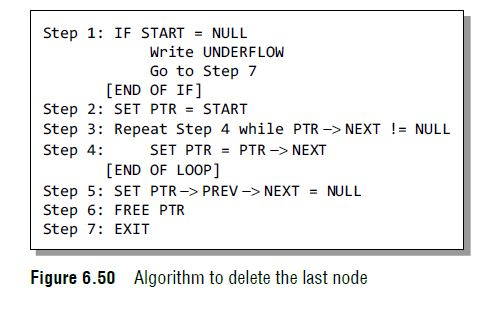 Step 1: IF START = NULL
Write UNDERFLOW
Go to Step 7
[END OF IF]
Step 2: SET PTR = START
Step 3: Repeat Step 4 while PTR -> NEXT != NULL
Step 4: SET PTR = PTR -> NEXT
[END OF LOOP]
Step 5: SET PTR -> PREV -> NEXT = NULL
Step 6: FREE PTR
Step 7: EXIT
Figure 6.50 Algorithm to delete the last node